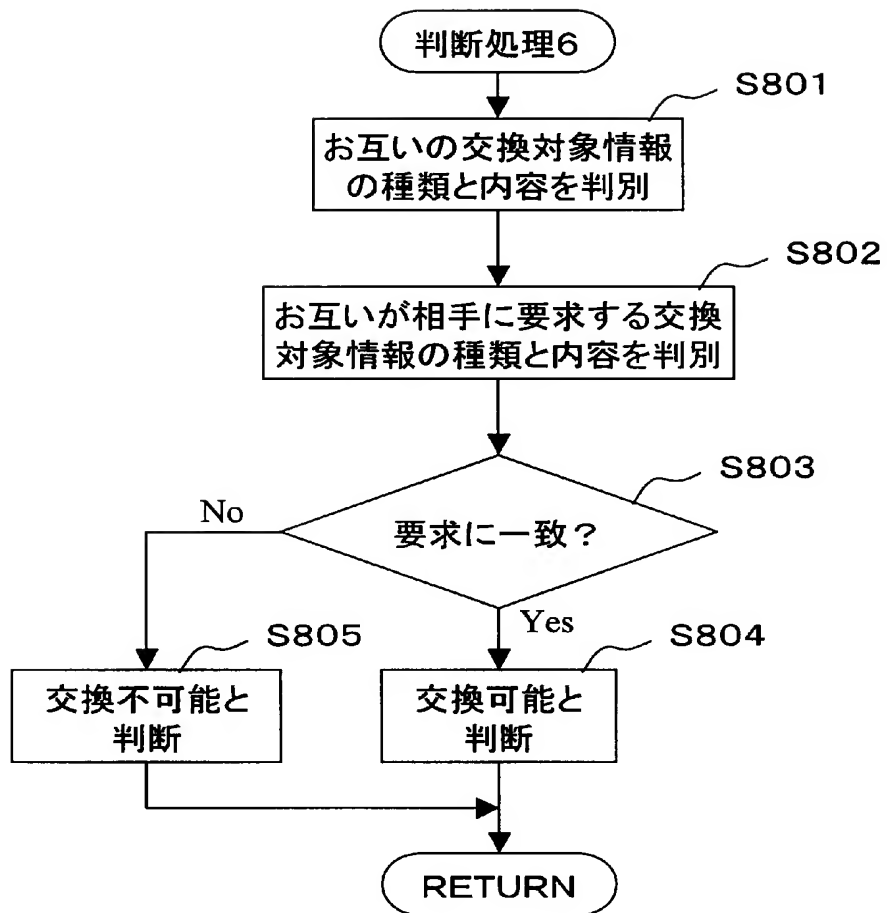 判断処理6
S801
お互いの交換対象情報
の種類と内容を判別
S802
お互いが相手に要求する交換
対象情報の種類と内容を判別
S803
No
要求に一致?
Yes
S805
S804
交換不可能と
判断
交換可能と
判断
RETURN